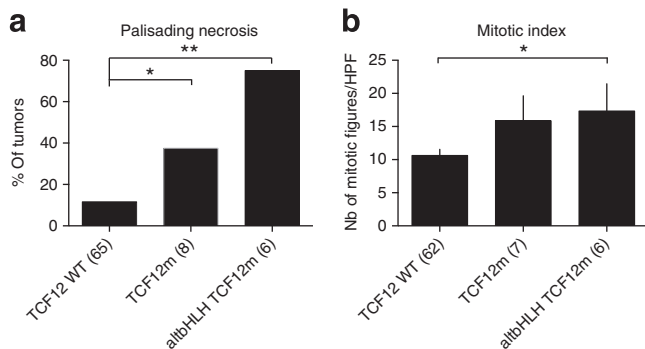 a
Palisading necrosis
% Of tumors
80
60
40
20
0
**
*
TCF12 WT (65)
TCF12m (8)
altbHLH TCF12m (6)
b
Mitotic index
Nb of mitotic figures/HPF
25
20
15
10
5
0
*
TCF12 WT (62)
TCF12m (7)
altbHLH TCF12m (6)